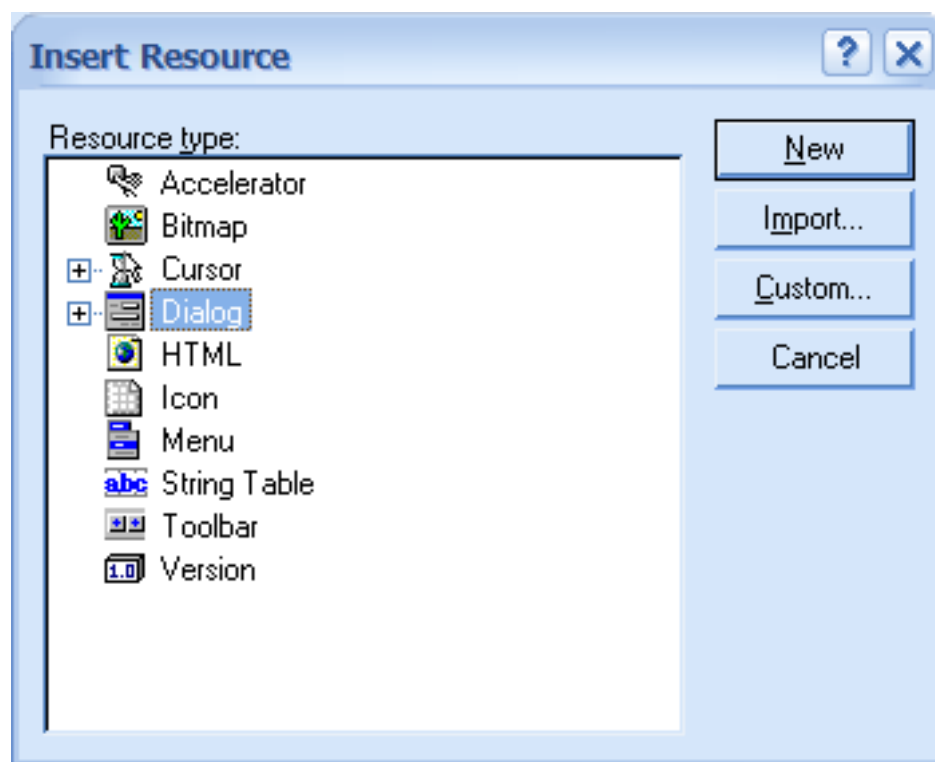 Insert Resource
Resource type:
Accelerator
Bitmap
Cursor
Dialog
HTML
Icon
Menu
abc String Table
Toolbar
1.0 Version
New
Import...
Custom...
Cancel